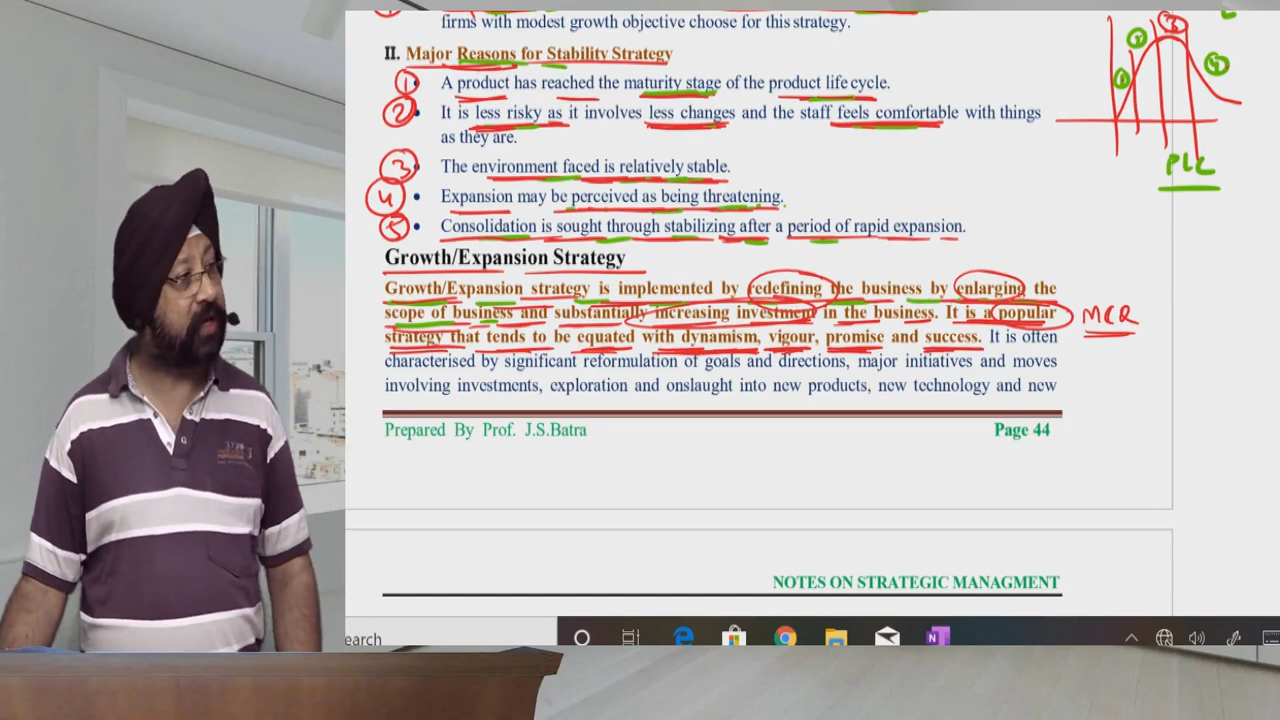 firms with modest growth objective choose for this strategy.
3
II. Major Reasons for Stability Strategy
1 • A product has reached the maturity stage of the product life cycle.
2 • It is less risky as it involves less changes and the staff feels comfortable with things
as they are.
PLC
3 • The environment faced is relatively stable.
4 • Expansion may be perceived as being threatening.
5 • Consolidation is sought through stabilizing after a period of rapid expansion.
Growth/Expansion Strategy
Growth/Expansion strategy is implemented by redefining the business by enlarging the
scope of business and substantially increasing investment in the business. It is a popular MCQ
strategy that tends to be equated with dynamism, vigour, promise and success. It is often
characterised by significant reformulation of goals and directions, major initiatives and moves
involving investments, exploration and onslaught into new products, new technology and new
Prepared By Prof. J.S.Batra Page 44
NOTES ON STRATEGIC MANAGMENT
earch